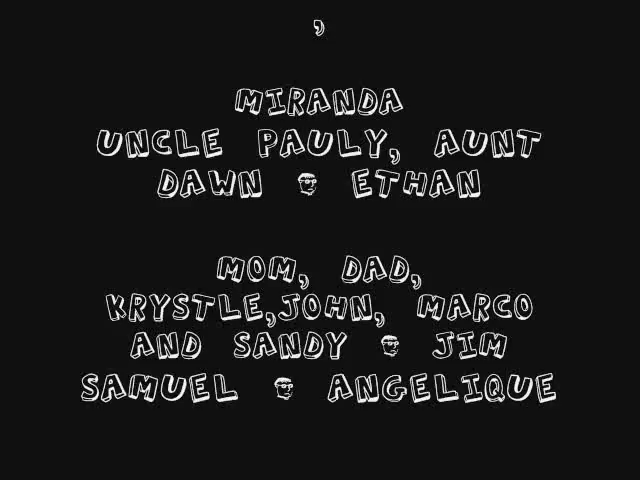 ,
MIRANDA
UNCLE PAULY, AUNT
DAWN ETHAN
MOM, DAD,
KRYSTLE,JOHN, MARCO
AND SANDY JIM
SAMUEL ANGELIQUE